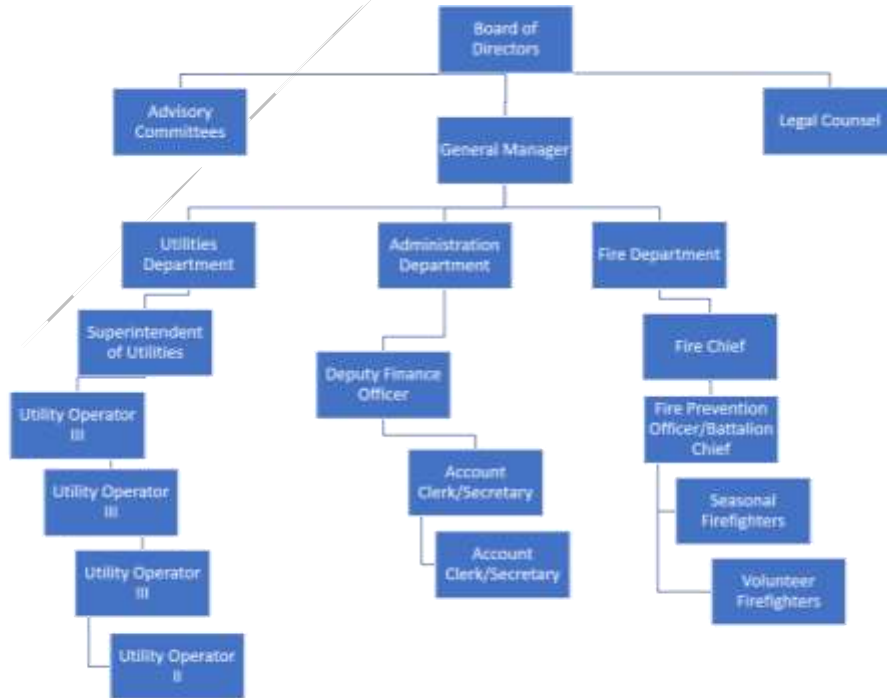 Board of
Directors
Advisory
Committees
Legal Counsel
General Manager
Utilities
Department
Administration
Department
Fire Department
Superintendent
of Utilities
Fire Chief
Deputy Finance
Officer
Utility Operator
III
Fire Prevention
Officer/Battalion
Chief
Account
Clerk/Secretary
Utility Operator
III
Seasonal
Firefighters
Account
Clerk/Secretary
Utility Operator
III
Volunteer
Firefighters
Utility Operator
II